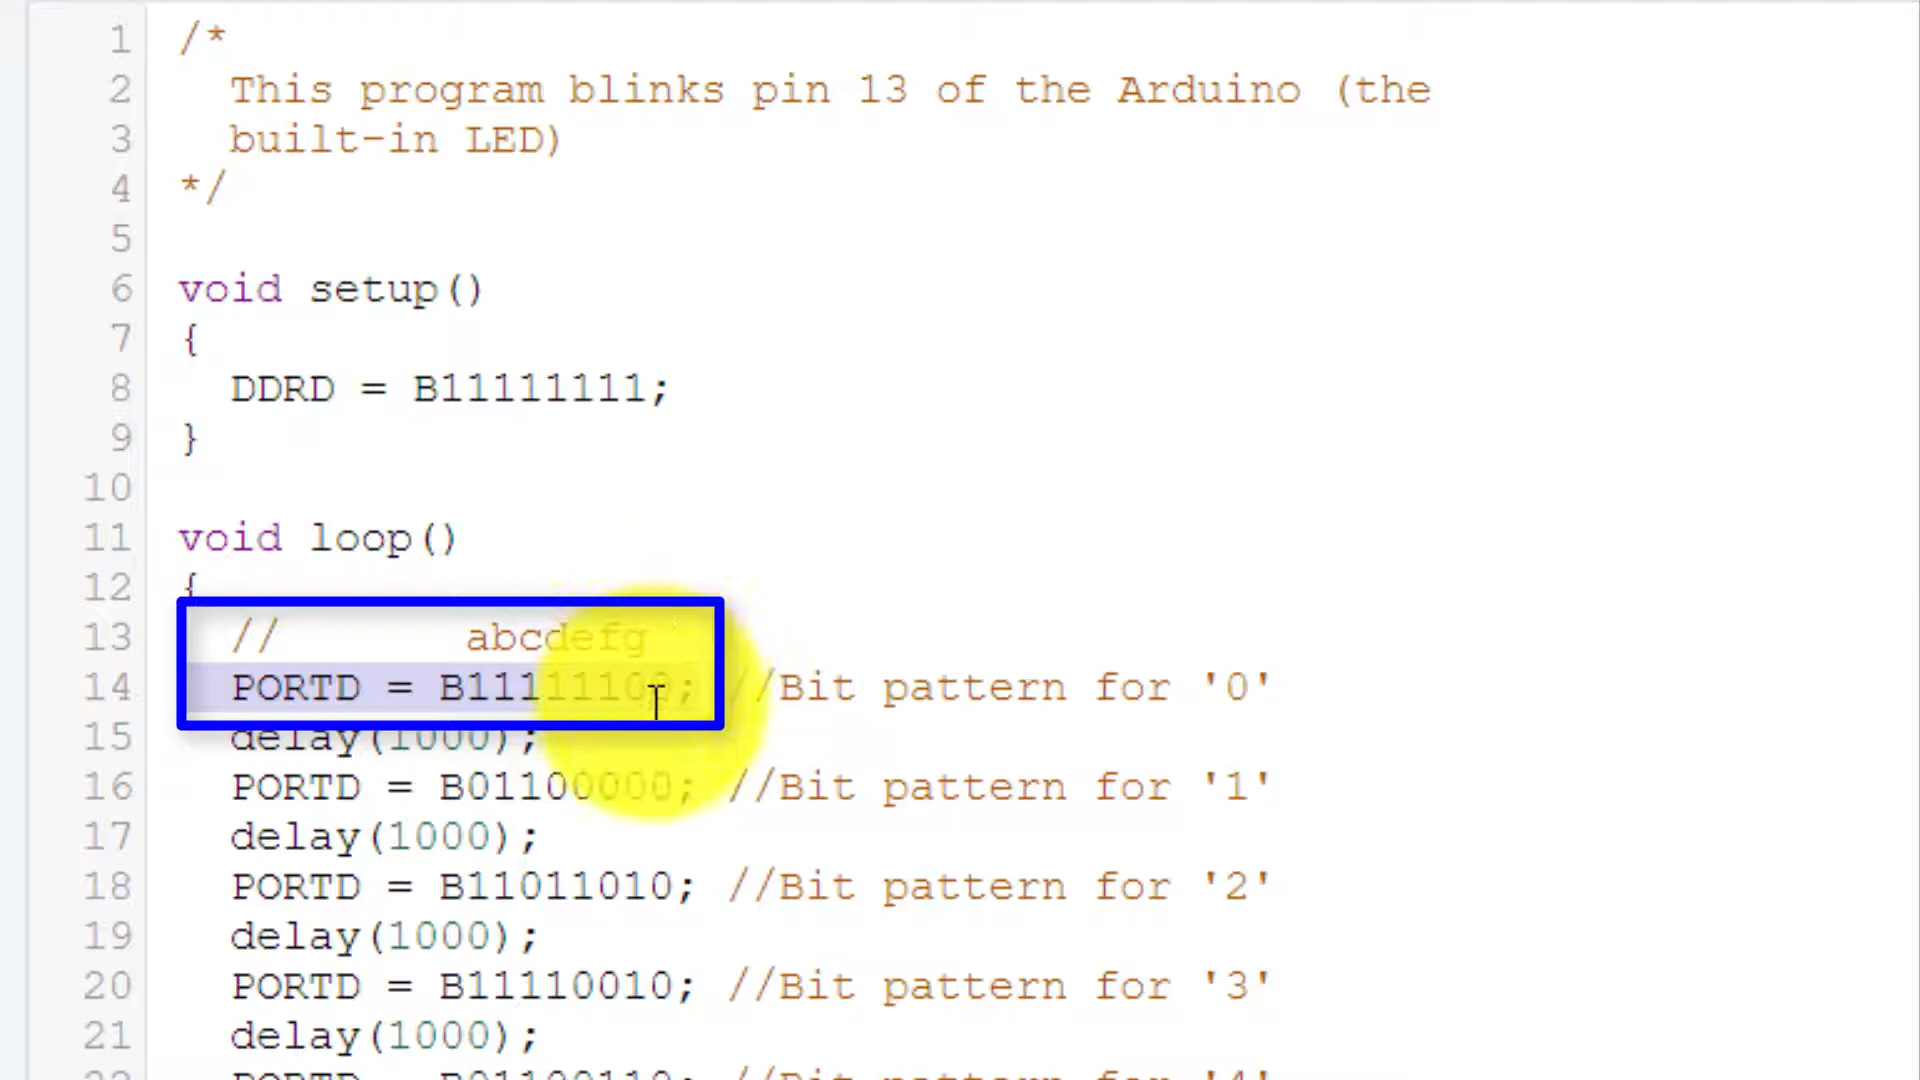 1 /*
2 This program blinks pin 13 of the Arduino (the
3 built-in LED)
4 */
5
6 void setup()
7 {
8 DDRD = B11111111;
9 }
10
11 void loop()
12 {
13 // abcdefg
14 PORTD = B11111100; //Bit pattern for '0'
15 delay(1000);
16 PORTD = B01100000; //Bit pattern for '1'
17 delay(1000);
18 PORTD = B11011010; //Bit pattern for '2'
19 delay(1000);
20 PORTD = B11110010; //Bit pattern for '3'
21 delay(1000);